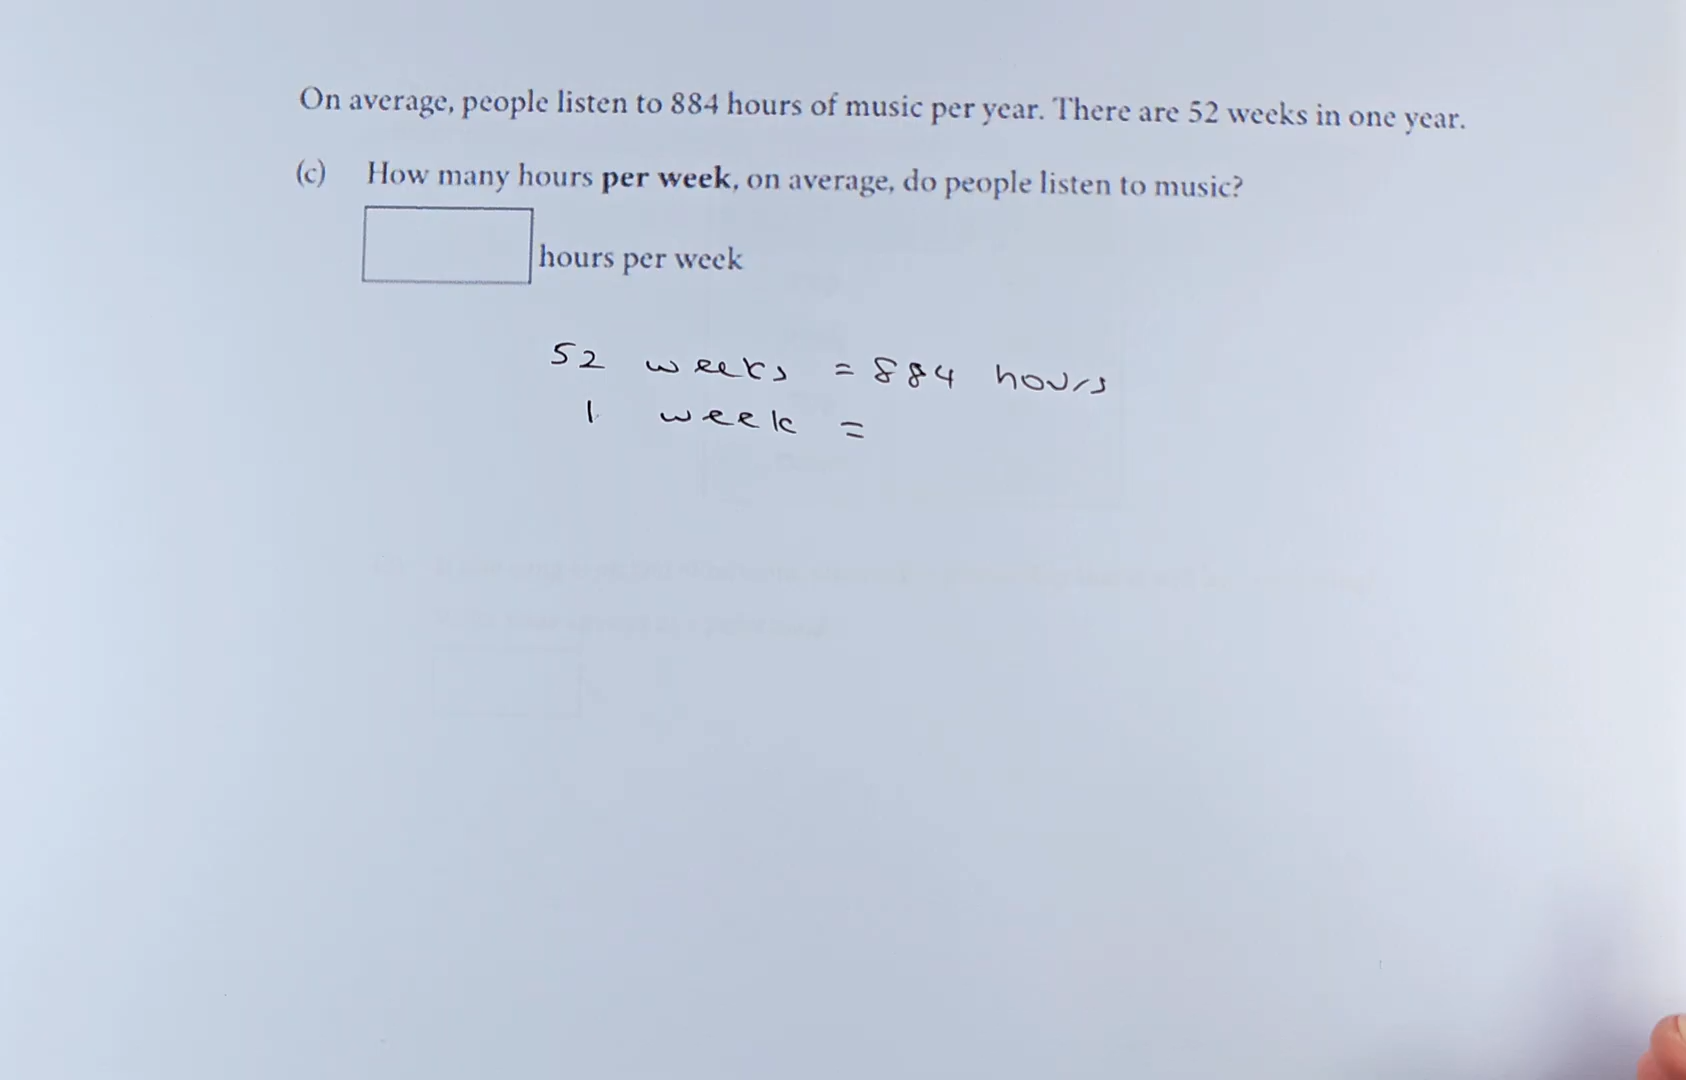 On average, people listen to 884 hours of music per year. There are 52 weeks in one year.
(c) How many hours per week, on average, do people listen to music?
hours per week
52 weeks = 884 hours
1 week =